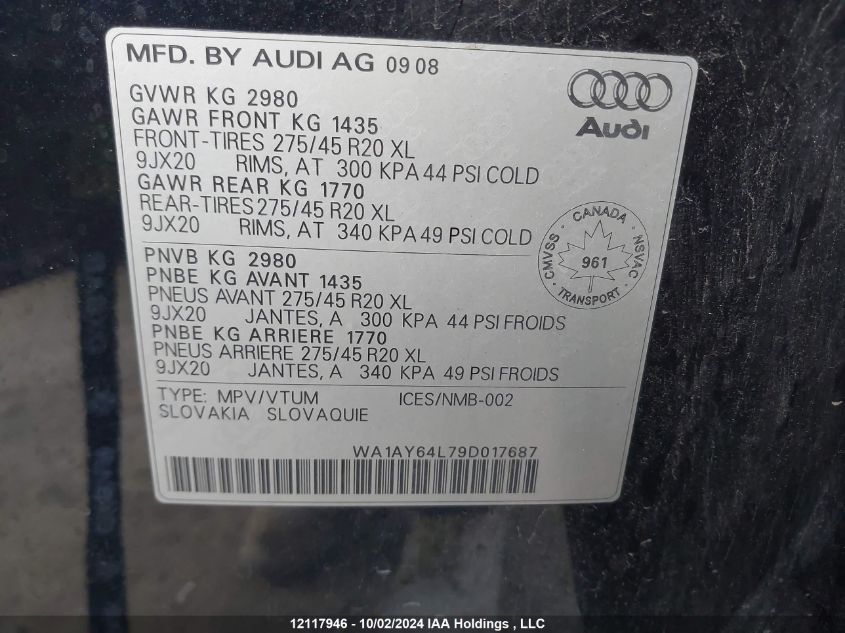 MFD. BY AUDI AG 09 08
Audi
GVWR KG 2980
GAWR FRONT KG 1435
FRONT-TIRES 275/45 R20 XL
9JX20 RIMS, AT 300 KPA 44 PSI COLD
GAWR REAR KG 1770
REAR-TIRES 275/45 R20 XL
9JX20 RIMS, AT 340 KPA 49 PSI COLD
CANADA
CMVSS
NSVAC
961
TRANSPORT
PNVB KG 2980
PNBE KG AVANT 1435
PNEUS AVANT 275/45 R20 XL
9JX20 JANTES, A 300 KPA 44 PSI FROIDS
PNBE KG ARRIERE 1770
PNEUS ARRIERE 275/45 R20 XL
9JX20 JANTES, A 340 KPA 49 PSI FROIDS
TYPE: MPV/VTUM ICES/NMB-002
SLOVAKIA SLOVAQUIE
WA1AY64L79D017687
12117946 - 10/02/2024 IAA Holdings , LLC